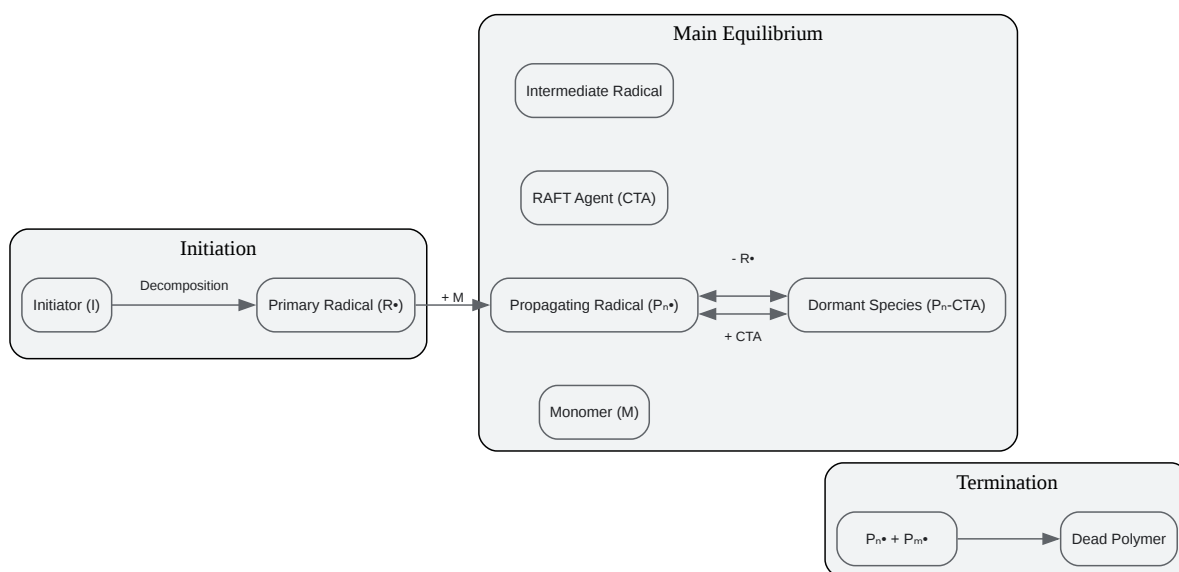 Main Equilibrium
Intermediate Radical
RAFT Agent (CTA)
Initiation
Initiator (I)
Decomposition
Primary Radical (R•)
+ M
Propagating Radical (Pₙ•)
- R•
+ CTA
Dormant Species (Pₙ-CTA)
Monomer (M)
Termination
Pₙ• + Pₘ•
Dead Polymer